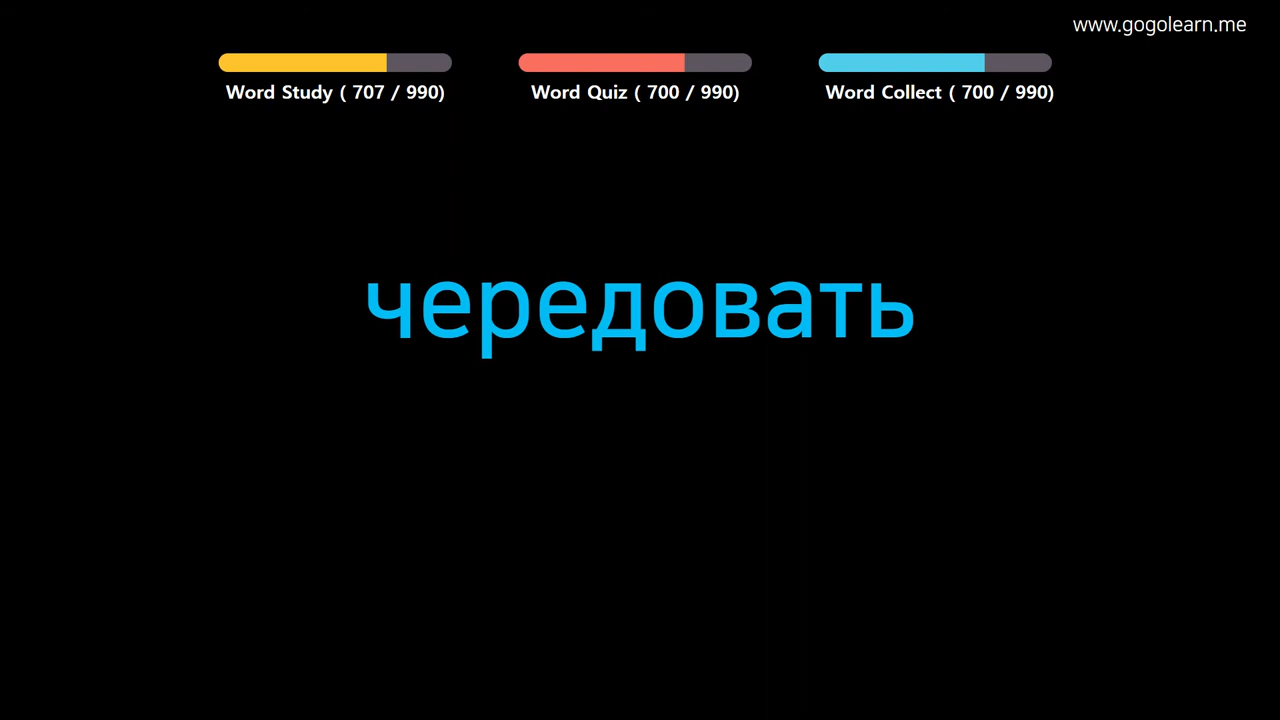 www.gogolearn.me
Word Study ( 707 / 990)
Word Quiz ( 700 / 990)
Word Collect ( 700 / 990)
чередовать